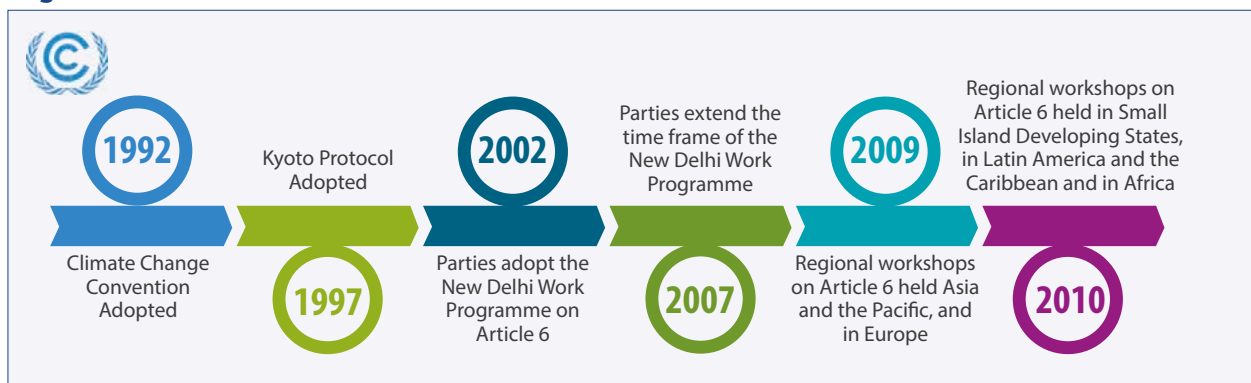 1992
Climate Change
Convention
Adopted
Kyoto Protocol
Adopted
1997
2002
Parties adopt the
New Delhi Work
Programme on
Article 6
Parties extend the
time frame of the
New Delhi Work
Programme
2007
2009
Regional workshops
on Article 6 held Asia
and the Pacific, and
in Europe
Regional workshops on
Article 6 held in Small
Island Developing States,
in Latin America and the
Caribbean and in Africa
2010